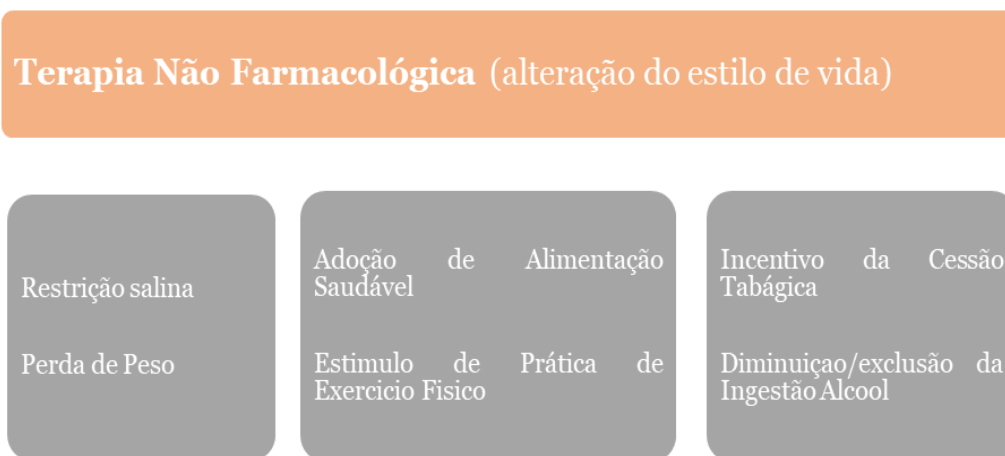 Terapia Não Farmacológica (alteração do estilo de vida)
Restrição salina
Perda de Peso
Adoção de Alimentação
Saudável
Estimulo de Prática de
Exercicio Fisico
Incentivo da Cessão
Tabágica
Diminuiçao/exclusão da
Ingestão Alcool